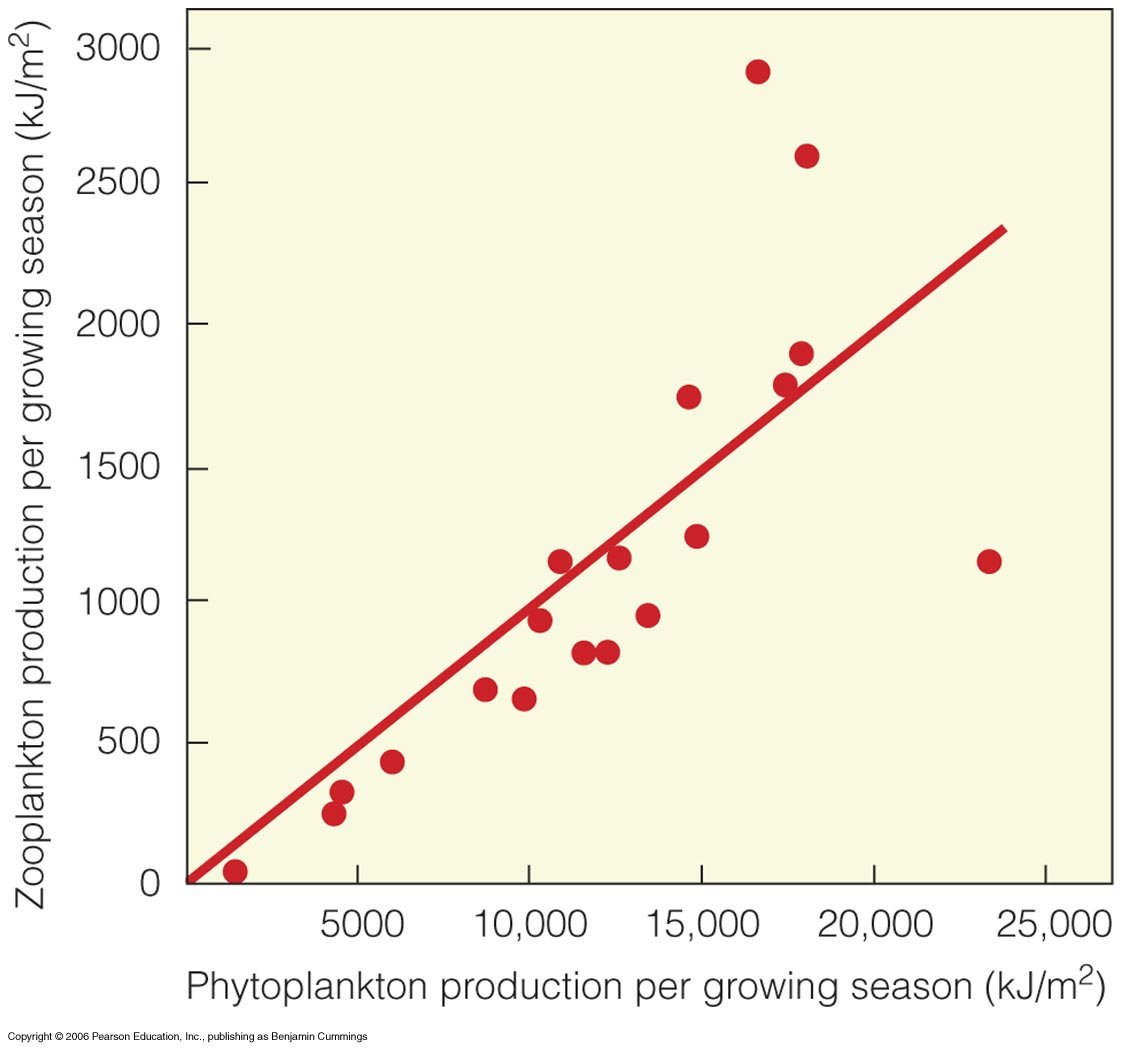 Zooplankton production per growing season (kJ/m²)
3000
2500
2000
1500
1000
500
0
5000 10,000 15,000 20,000 25,000
Phytoplankton production per growing season (kJ/m²)
Copyright © 2006 Pearson Education, Inc., publishing as Benjamin Cummings